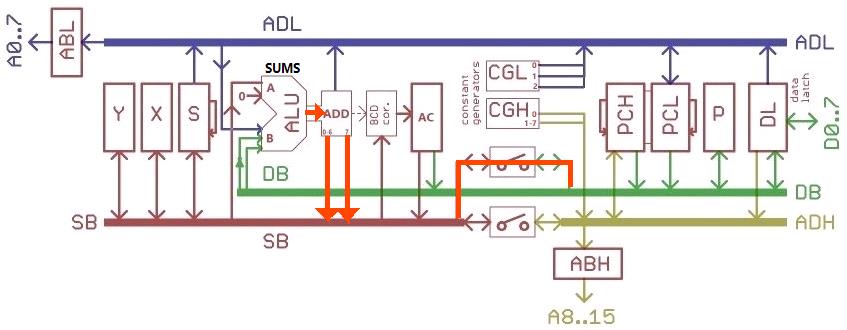 ADL
ABL
A0..7
ADL
SUMS
Y
X
S
A
0
ALU
B
ADD
0-6 7
BCD
cor.
AC
constant
generators
CGL
0
1
2
CGH
0
1-7
PCH
PCL
P
DL
data
latch
D0..7
DB
DB
SB
SB
ADH
ABH
A8..15